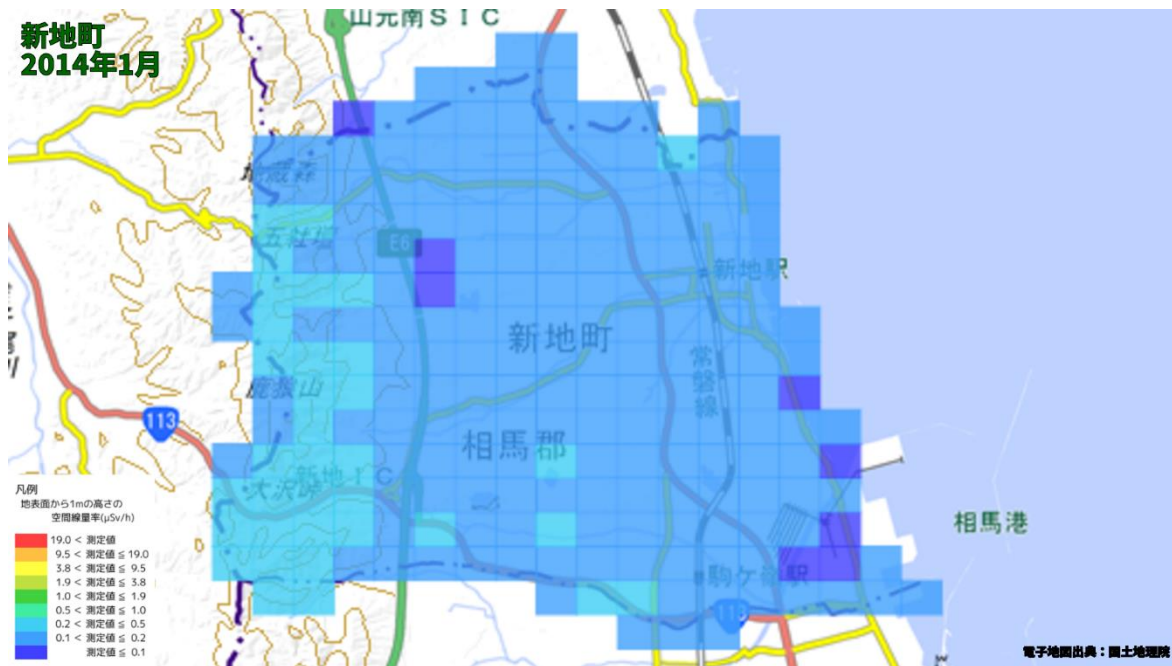 新地町
2014年1月
山元南SIC
地蔵森
五社壇
E6
新地駅
新地町
常磐線
鹿狼山
113
相馬郡
新地IC
大沢峠
相馬港
駒ケ嶺駅
113
凡例
地表面から1mの高さの
空間線量率(μSv/h)
19.0 < 測定値
9.5 < 測定値 ≦ 19.0
3.8 < 測定値 ≦ 9.5
1.9 < 測定値 ≦ 3.8
1.0 < 測定値 ≦ 1.9
0.5 < 測定値 ≦ 1.0
0.2 < 測定値 ≦ 0.5
0.1 < 測定値 ≦ 0.2
測定値 ≦ 0.1
電子地図出典：国土地理院